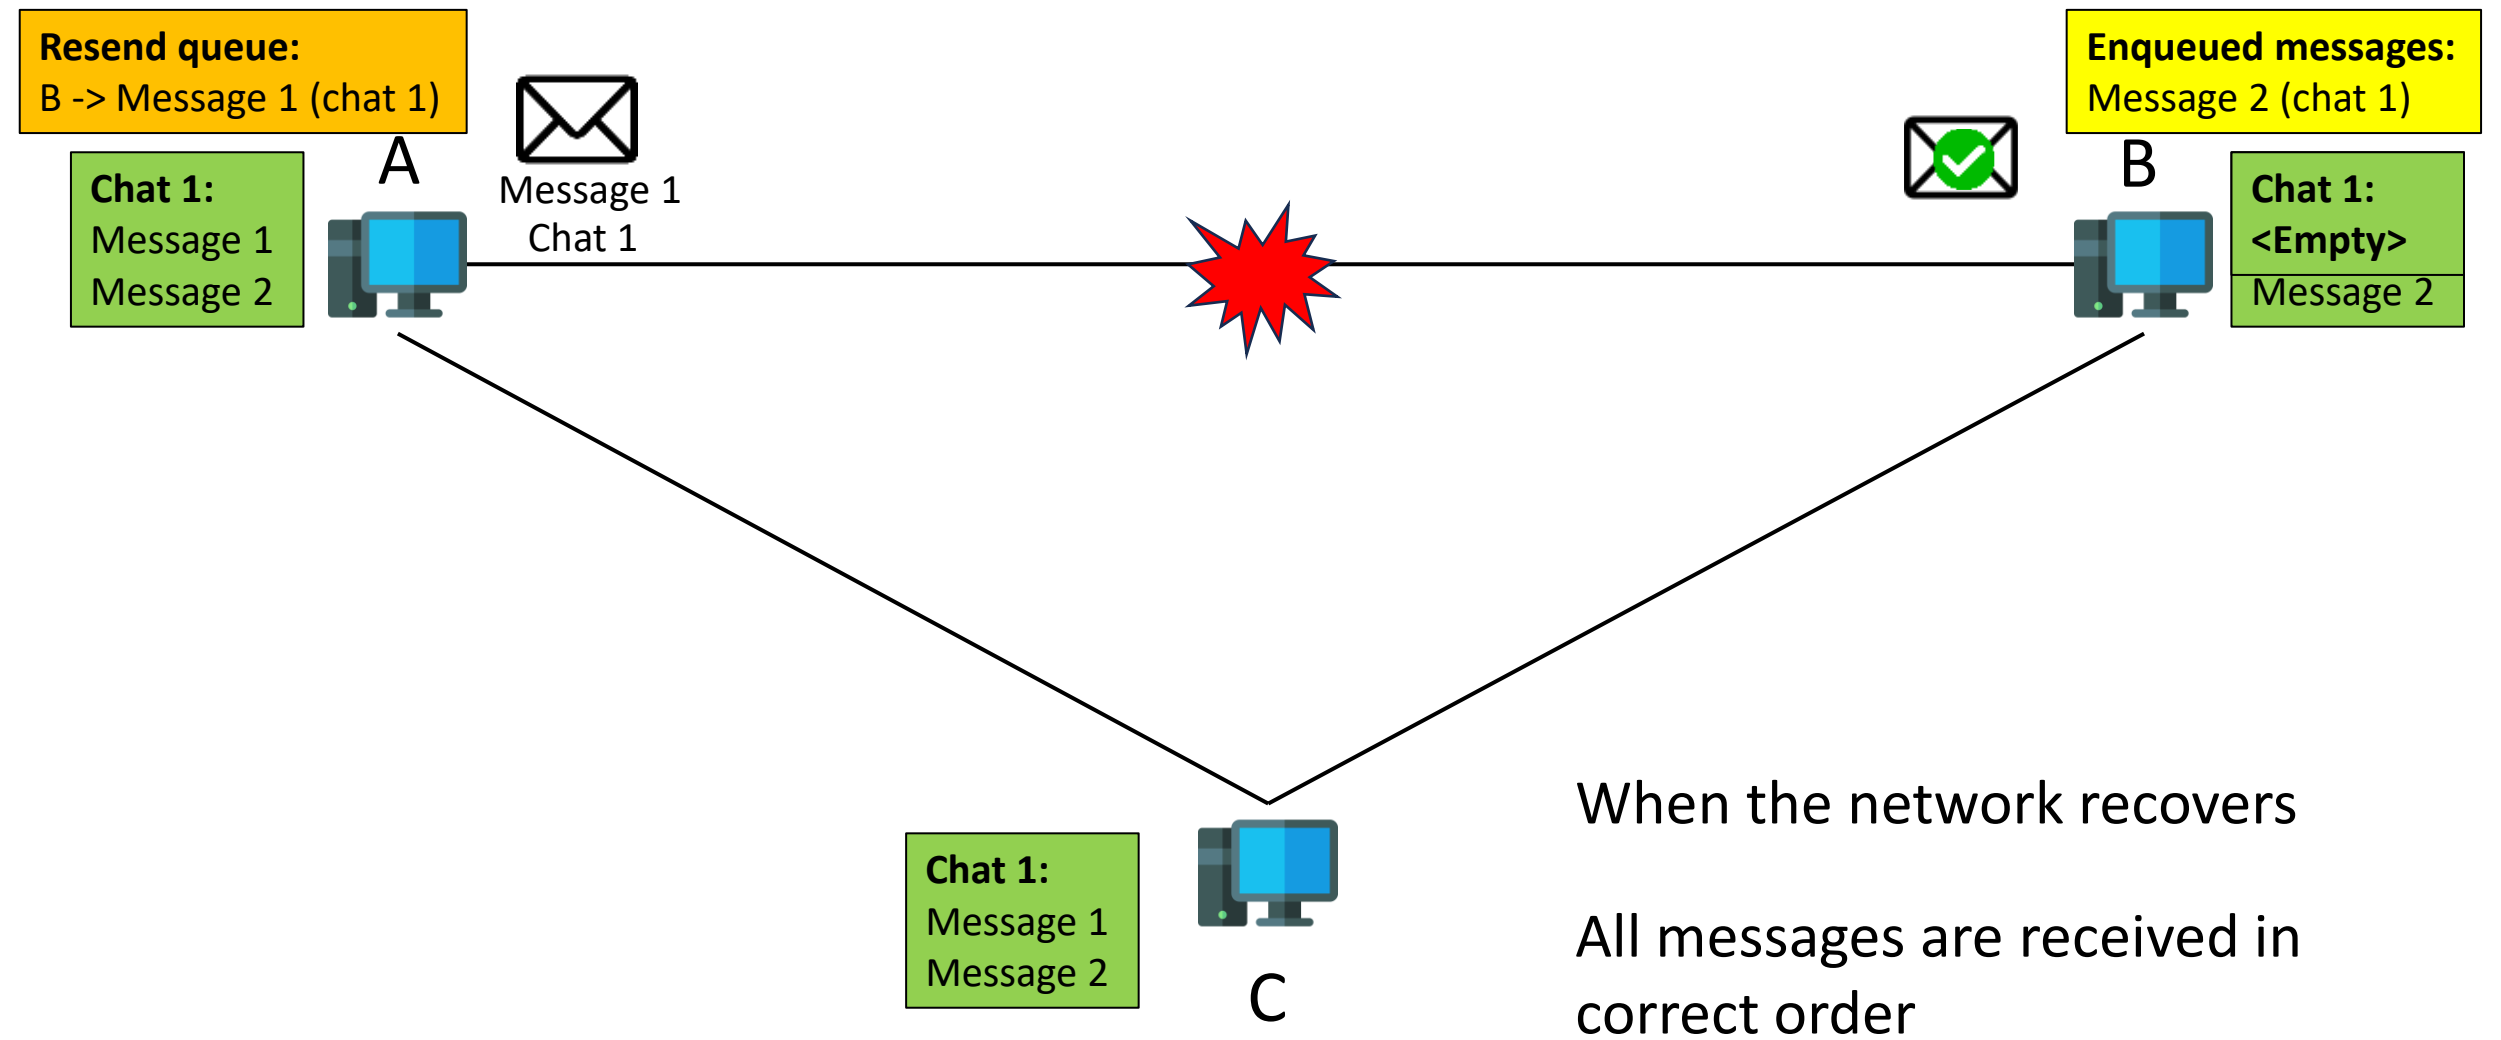 Resend queue:
B -> Message 1 (chat 1)
A
Chat 1:
Message 1
Message 2
Message 1
Chat 1
Enqueued messages:
Message 2 (chat 1)
B
Chat 1:
<Empty>
Message 2
Chat 1:
Message 1
Message 2
C
When the network recovers
All messages are received in
correct order